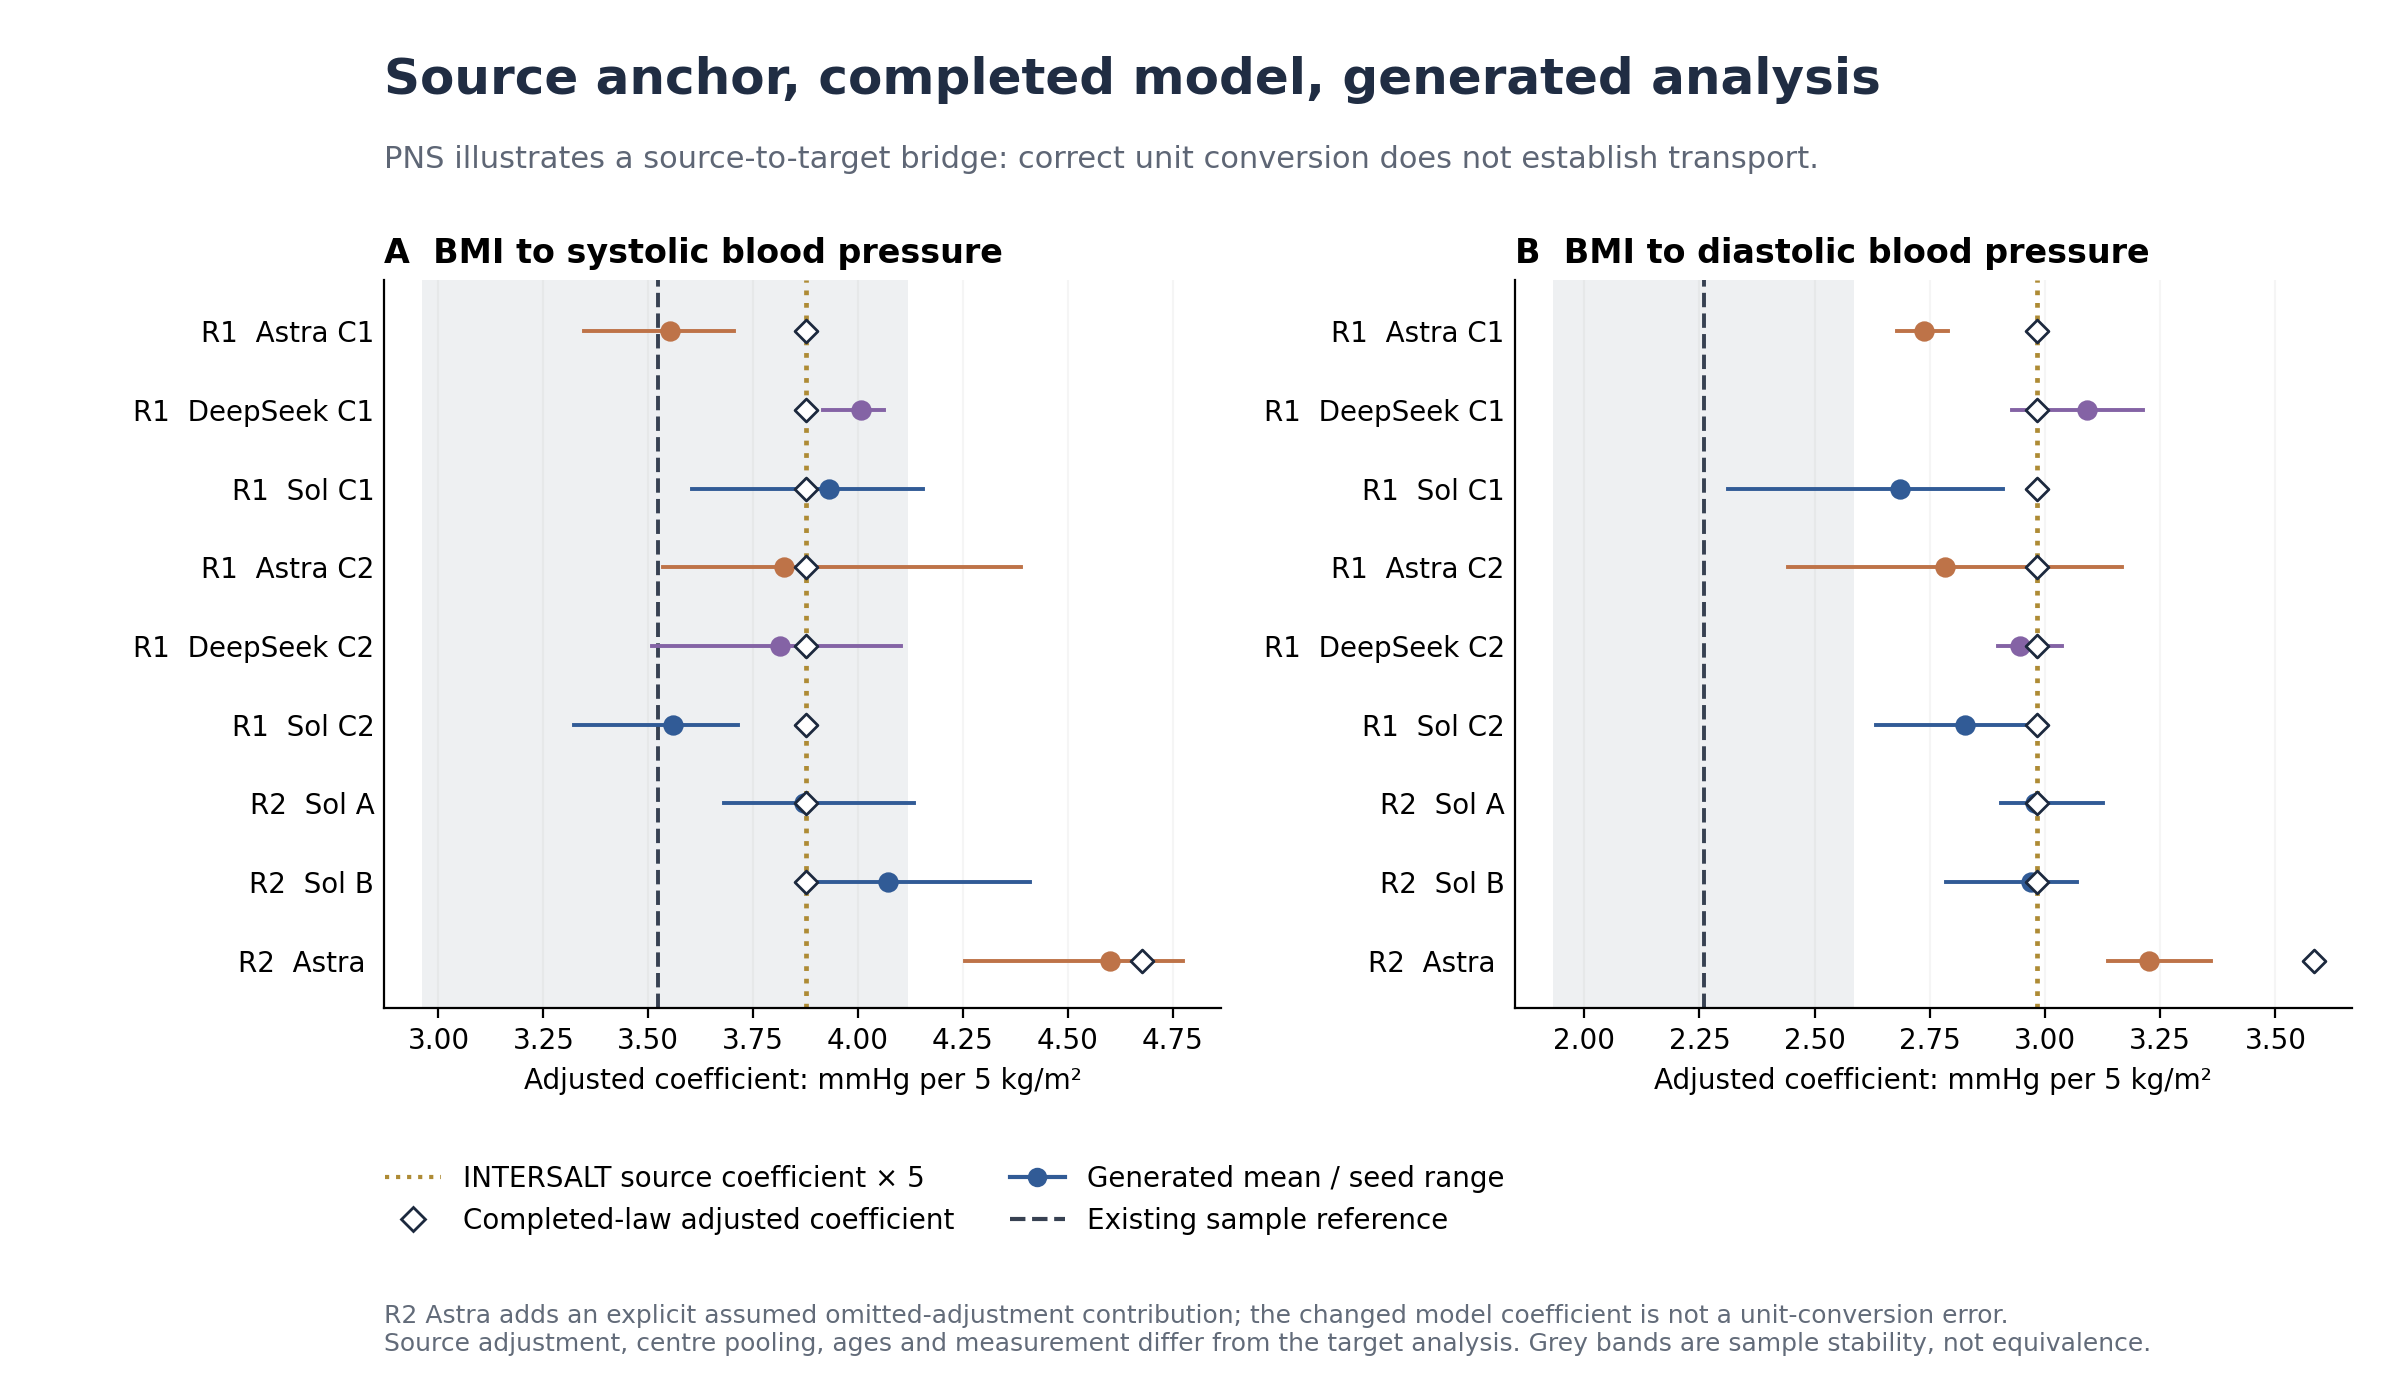 Source anchor, completed model, generated analysis
PNS illustrates a source-to-target bridge: correct unit conversion does not establish transport.
A BMI to systolic blood pressure
R1 Astra C1
R1 DeepSeek C1
R1 Sol C1
R1 Astra C2
R1 DeepSeek C2
R1 Sol C2
R2 Sol A
R2 Sol B
R2 Astra
3.00 3.25 3.50 3.75 4.00 4.25 4.50 4.75
Adjusted coefficient: mmHg per 5 kg/m²
B BMI to diastolic blood pressure
R1 Astra C1
R1 DeepSeek C1
R1 Sol C1
R1 Astra C2
R1 DeepSeek C2
R1 Sol C2
R2 Sol A
R2 Sol B
R2 Astra
2.00 2.25 2.50 2.75 3.00 3.25 3.50
Adjusted coefficient: mmHg per 5 kg/m²
INTERSALT source coefficient × 5
Completed-law adjusted coefficient
Generated mean / seed range
Existing sample reference
R2 Astra adds an explicit assumed omitted-adjustment contribution; the changed model coefficient is not a unit-conversion error.
Source adjustment, centre pooling, ages and measurement differ from the target analysis. Grey bands are sample stability, not equivalence.